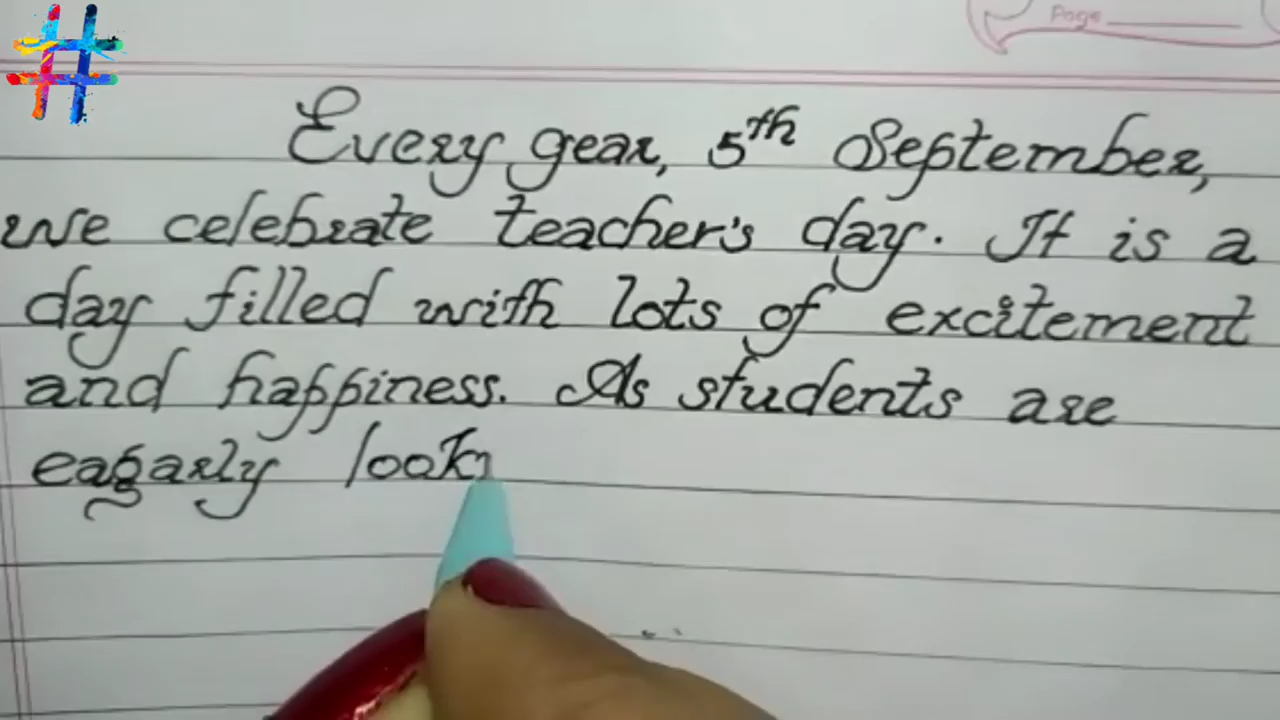 Page
Every year, 5th September,
we celebrate teacher's day. It is a
day filled with lots of excitement
and happiness. As students are
eagarly look